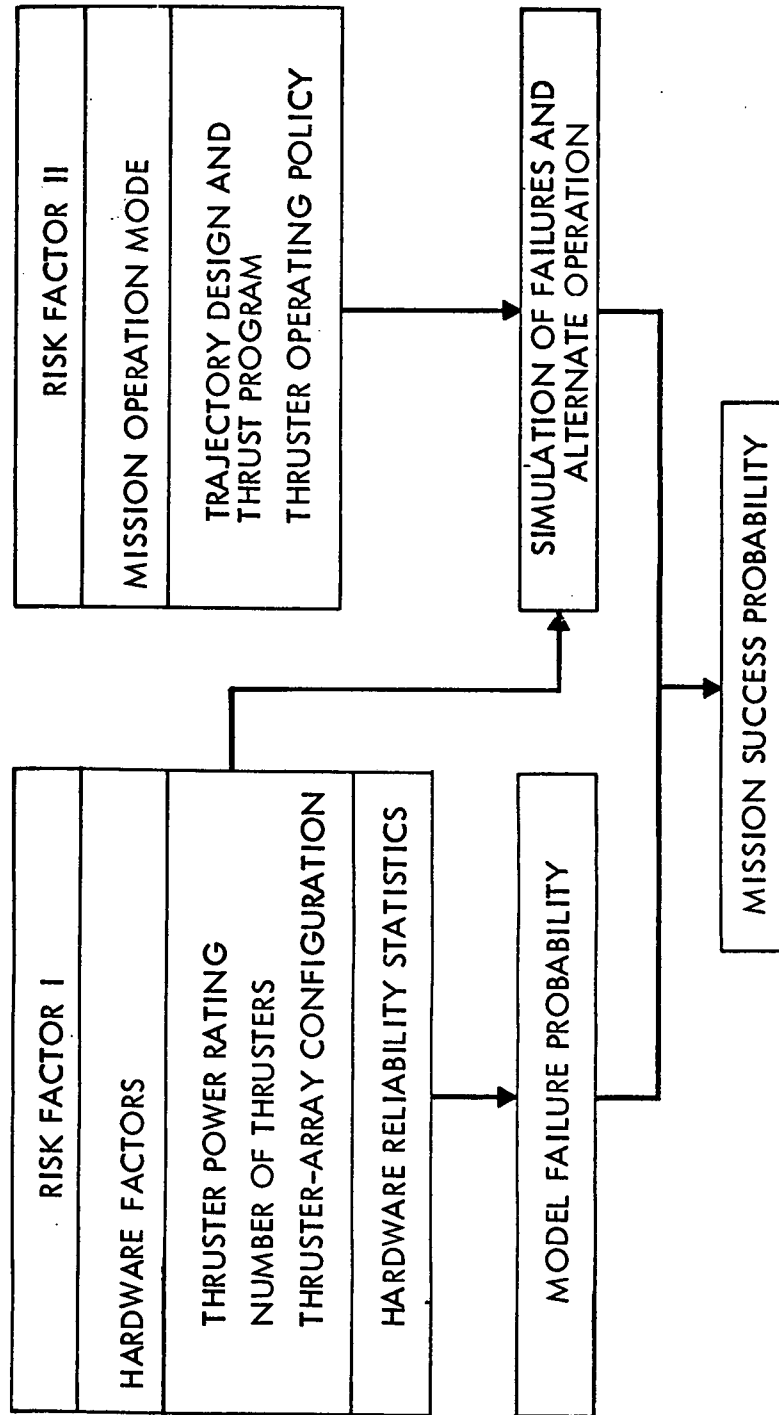 RISK FACTOR I
HARDWARE FACTORS
THRUSTER POWER RATING
NUMBER OF THRUSTERS
THRUSTER-ARRAY CONFIGURATION
HARDWARE RELIABILITY STATISTICS
MODEL FAILURE PROBABILITY
RISK FACTOR II
MISSION OPERATION MODE
TRAJECTORY DESIGN AND
THRUST PROGRAM
THRUSTER OPERATING POLICY
SIMULATION OF FAILURES AND
ALTERNATE OPERATION
MISSION SUCCESS PROBABILITY